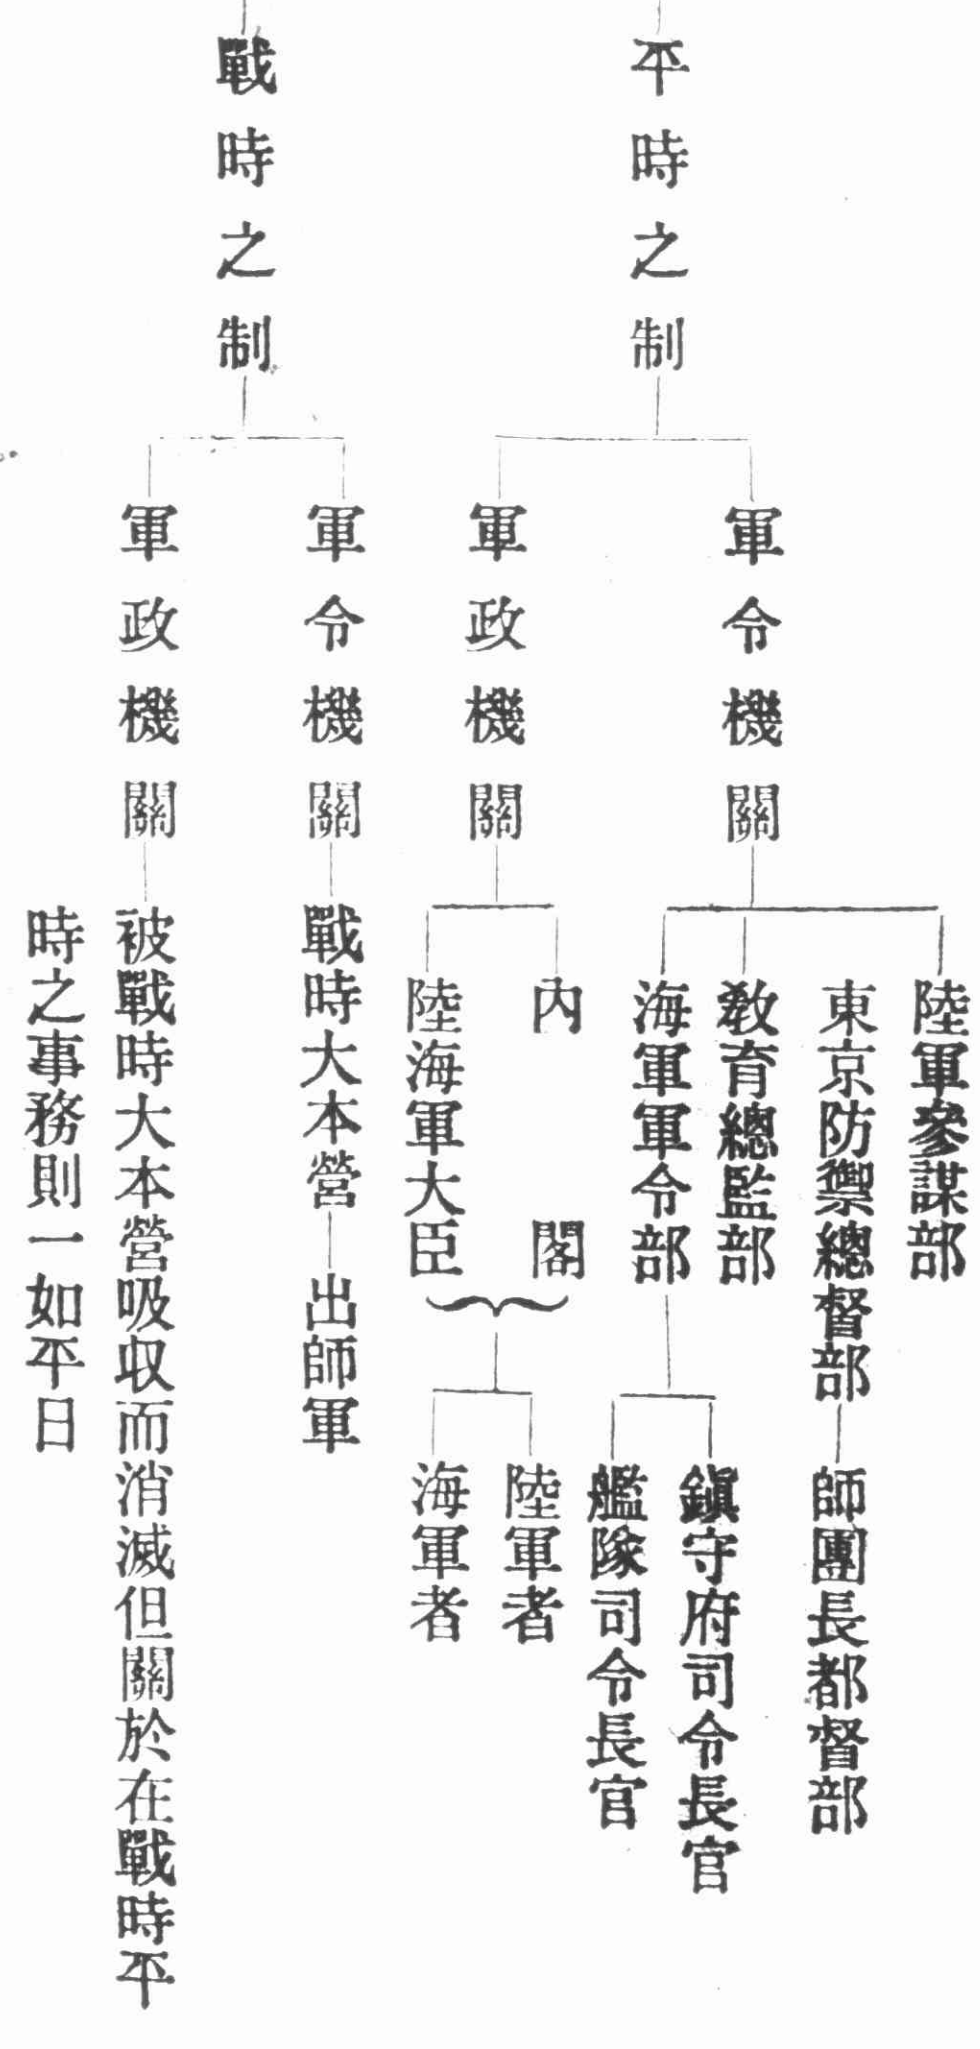 平時之制
軍令機關
陸軍參謀部
東京防禦總督部
師團長都督部
教育總監部
海軍軍令部
鎭守府司令長官
艦隊司令長官
軍政機關
內閣
陸海軍大臣
陸軍者
海軍者
戰時之制
軍令機關
戰時大本營
出師軍
軍政機關
被戰時大本營吸収而消滅但關於在戰時平
時之事務則一如平日